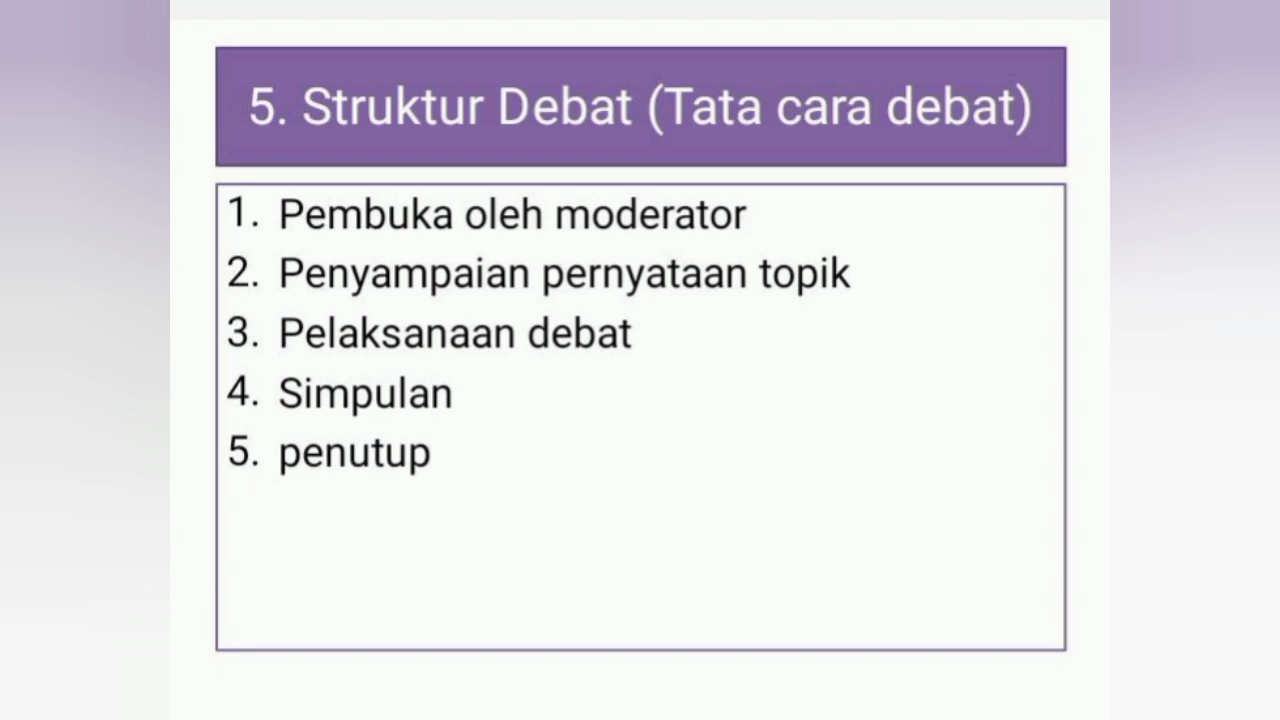 5. Struktur Debat (Tata cara debat)
1. Pembuka oleh moderator
2. Penyampaian pernyataan topik
3. Pelaksanaan debat
4. Simpulan
5. penutup